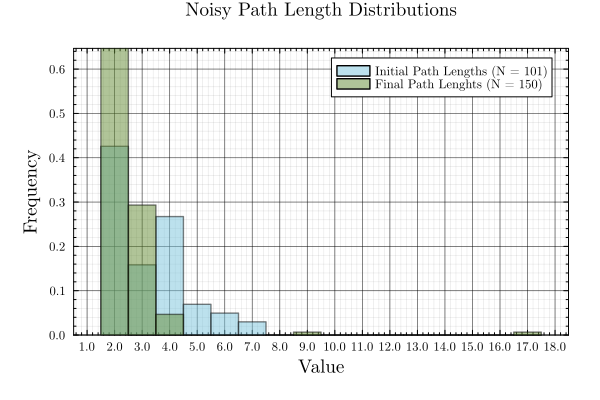 Noisy Path Length Distributions
Initial Path Lengths (N = 101)
Final Path Lenghts (N = 150)
Frequency
0.6
0.5
0.4
0.3
0.2
0.1
0.0
1.0 2.0 3.0 4.0 5.0 6.0 7.0 8.0 9.0 10.0 11.0 12.0 13.0 14.0 15.0 16.0 17.0 18.0
Value